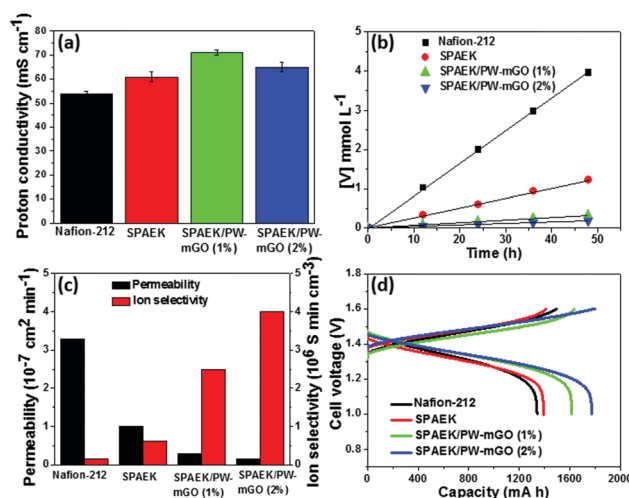 (a)
Proton conductivity (mS cm⁻¹)
80
70
60
50
40
30
20
10
0
Nafion-212
SPAEK
SPAEK/PW-
mGO (1%)
SPAEK/PW-
mGO (2%)
(b)
[V] mmol L⁻¹
5
4
3
2
1
0
Nafion-212
SPAEK
SPAEK/PW-mGO (1%)
SPAEK/PW-mGO (2%)
0
10
20
30
40
50
Time (h)
(c)
Permeability (10⁻⁷ cm² min⁻¹)
5
4
3
2
1
0
Permeability
Ion selectivity
Nafion-212
SPAEK
SPAEK/PW-
mGO (1%)
SPAEK/PW-
mGO (2%)
5
4
3
2
1
0
Ion selectivity (10⁶ S min cm⁻³)
(d)
Cell voltage (V)
1.8
1.6
1.4
1.2
1.0
0.8
Nafion-212
SPAEK
SPAEK/PW-mGO (1%)
SPAEK/PW-mGO (2%)
0
400
800
1200
1600
2000
Capacity (mA h)